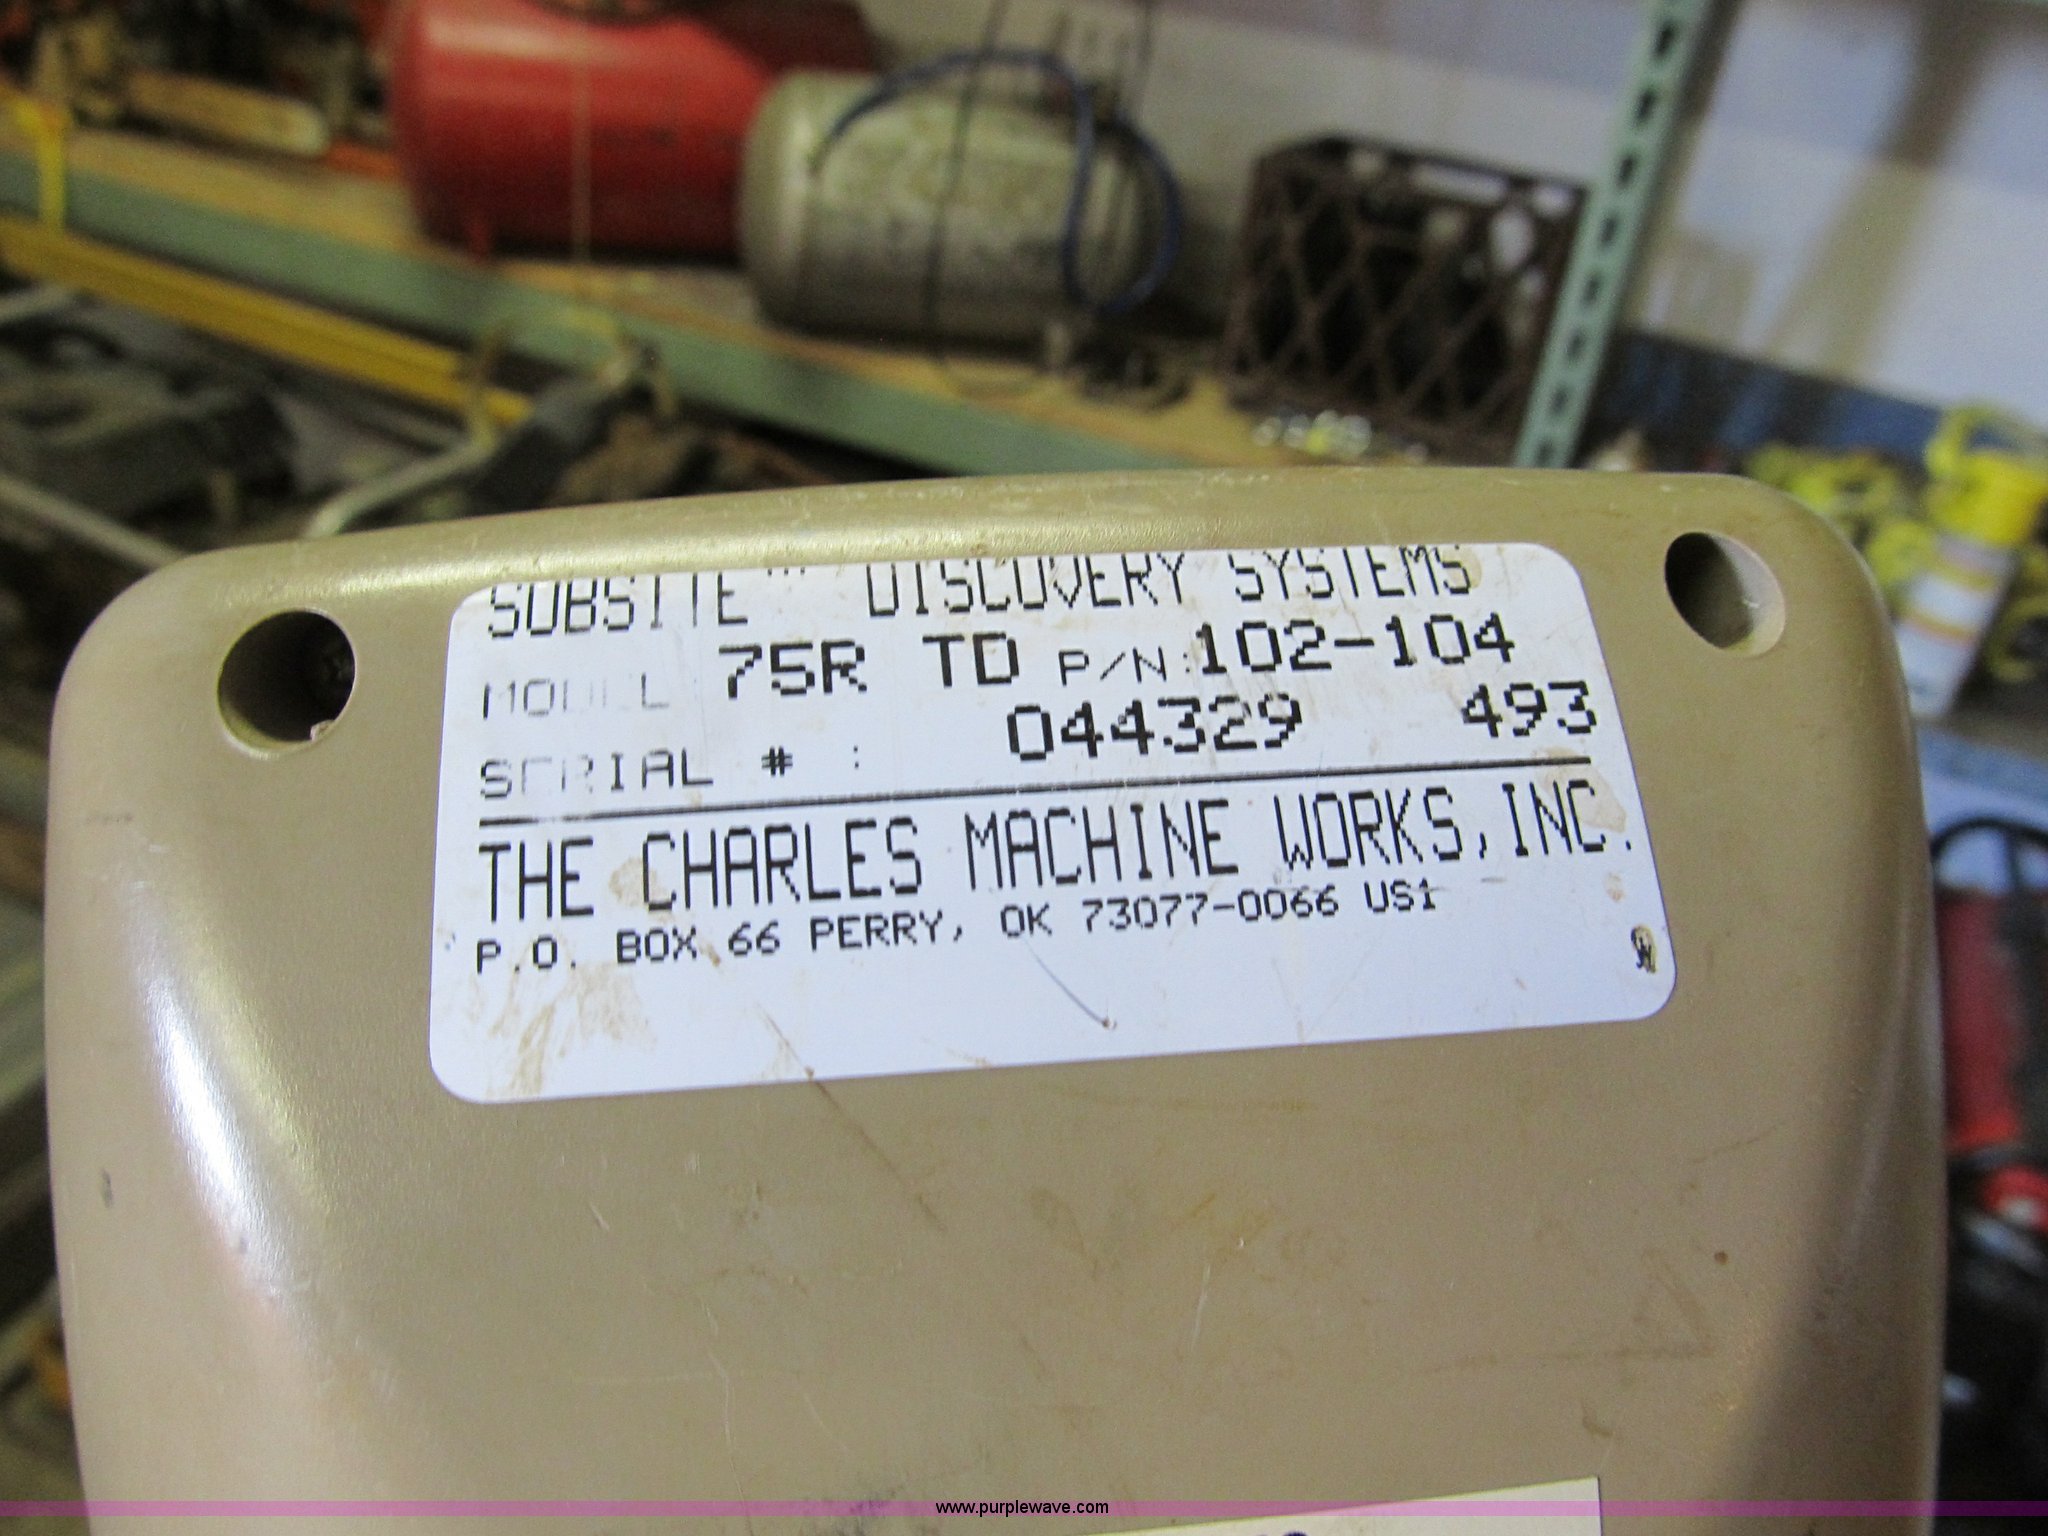 SUBSITE™ DISCOVERY SYSTEMS
MODEL 75R TD P/N:102-104
SERIAL # : 044329 493
THE CHARLES MACHINE WORKS, INC.
P.O. BOX 66 PERRY, OK 73077-0066 US1
www.purplewave.com